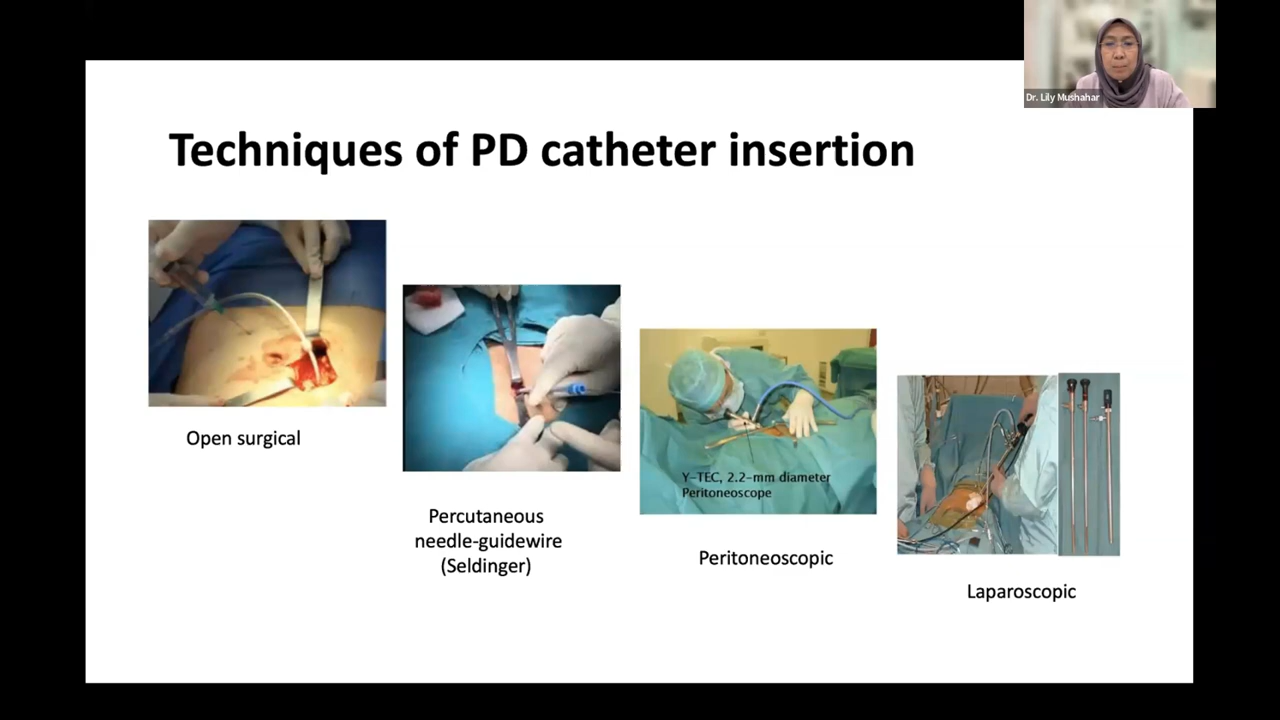 Dr. Lily Mushahar
Techniques of PD catheter insertion
Open surgical
Percutaneous
needle-guidewire
(Seldinger)
Y-TEC, 2.2-mm diameter
Peritoneoscope
Peritoneoscopic
Laparoscopic